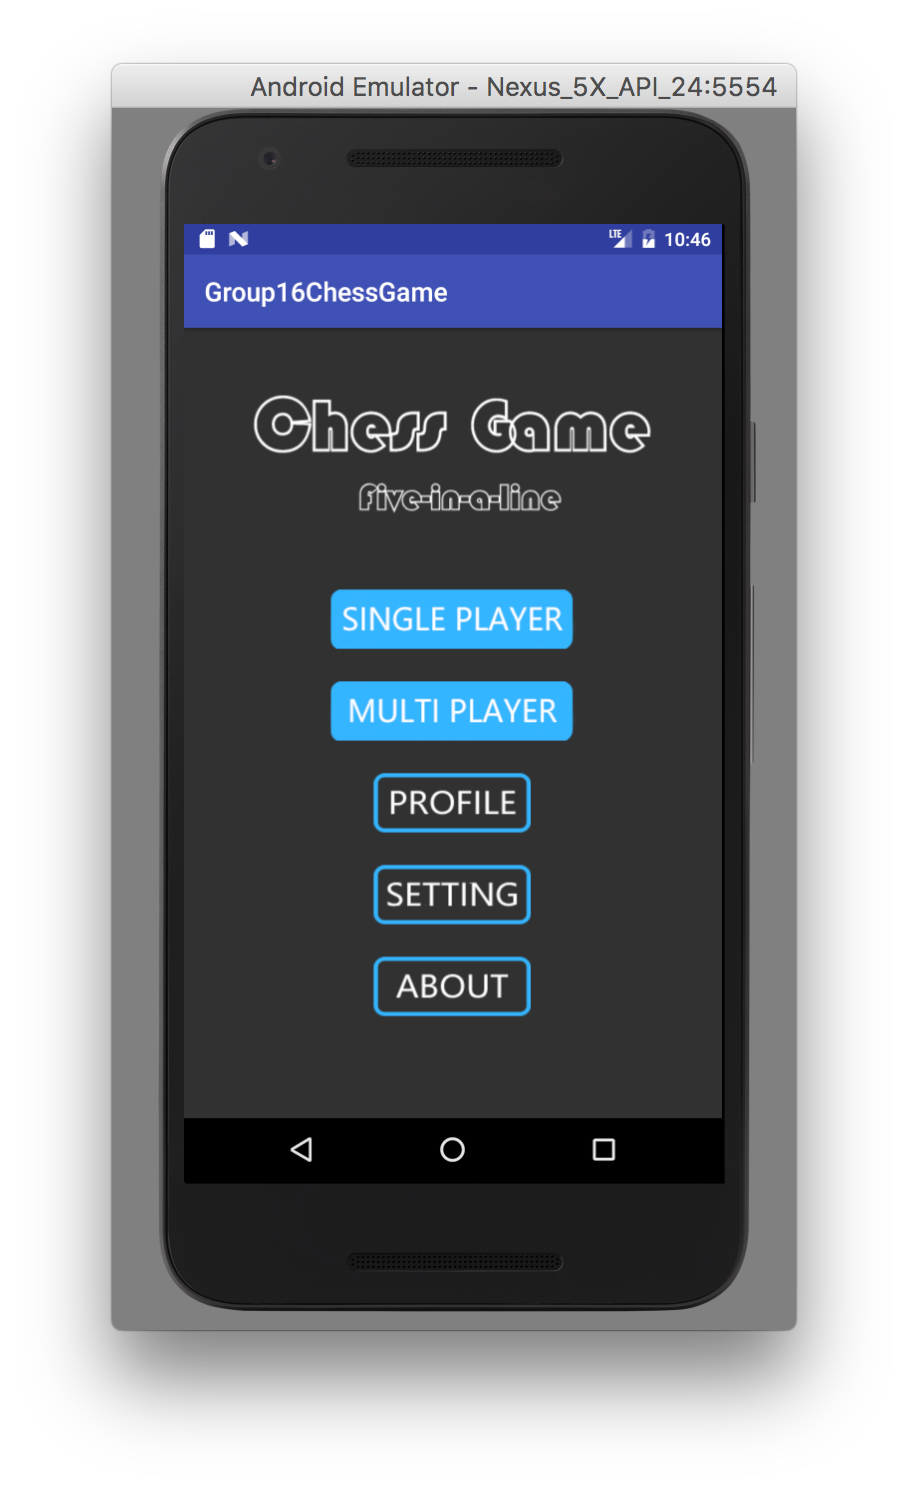 Android Emulator - Nexus_5X_API_24:5554
LTE 10:46
Group16ChessGame
Chess Game
five-in-a-line
SINGLE PLAYER
MULTI PLAYER
PROFILE
SETTING
ABOUT